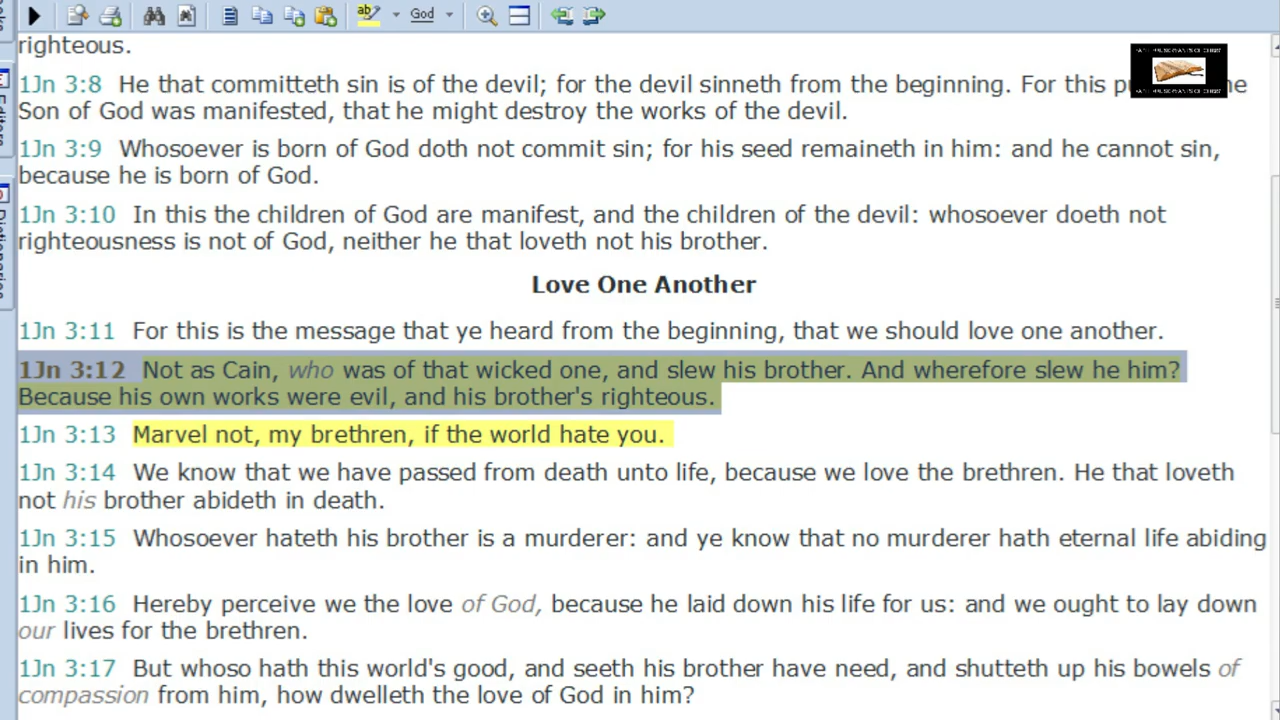 God
righteous.
1Jn 3:8 He that committeth sin is of the devil; for the devil sinneth from the beginning. For this
Son of God was manifested, that he might destroy the works of the devil.
1Jn 3:9 Whosoever is born of God doth not commit sin; for his seed remaineth in him: and he cannot sin,
because he is born of God.
1Jn 3:10 In this the children of God are manifest, and the children of the devil: whosoever doeth not
righteousness is not of God, neither he that loveth not his brother.
Love One Another
1Jn 3:11 For this is the message that ye heard from the beginning, that we should love one another.
1Jn 3:12 Not as Cain, who was of that wicked one, and slew his brother. And wherefore slew he him?
Because his own works were evil, and his brother's righteous.
1Jn 3:13 Marvel not, my brethren, if the world hate you.
1Jn 3:14 We know that we have passed from death unto life, because we love the brethren. He that loveth
not his brother abideth in death.
1Jn 3:15 Whosoever hateth his brother is a murderer: and ye know that no murderer hath eternal life abiding
in him.
1Jn 3:16 Hereby perceive we the love of God, because he laid down his life for us: and we ought to lay down
our lives for the brethren.
1Jn 3:17 But whoso hath this world's good, and seeth his brother have need, and shutteth up his bowels of
compassion from him, how dwelleth the love of God in him?
Editors